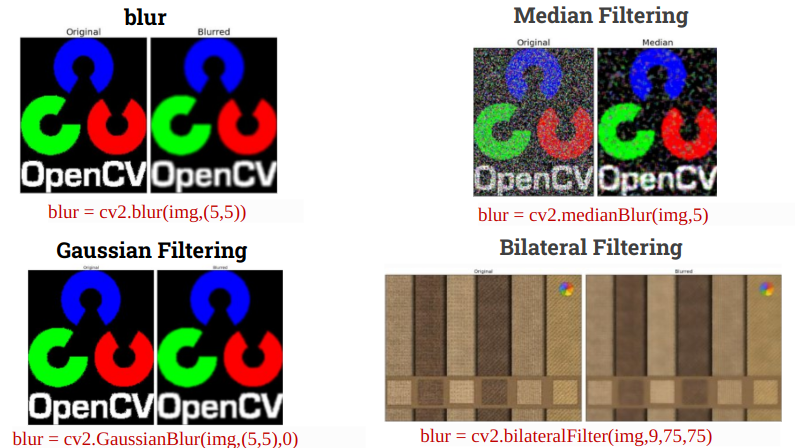 blur
Original
Blurred
OpenCV
OpenCV
blur = cv2.blur(img,(5,5))
Median Filtering
Original
Median
OpenCV
OpenCV
blur = cv2.medianBlur(img,5)
Gaussian Filtering
Original
Blurred
OpenCV
OpenCV
blur = cv2.GaussianBlur(img,(5,5),0)
Bilateral Filtering
Original
Blurred
blur = cv2.bilateralFilter(img,9,75,75)